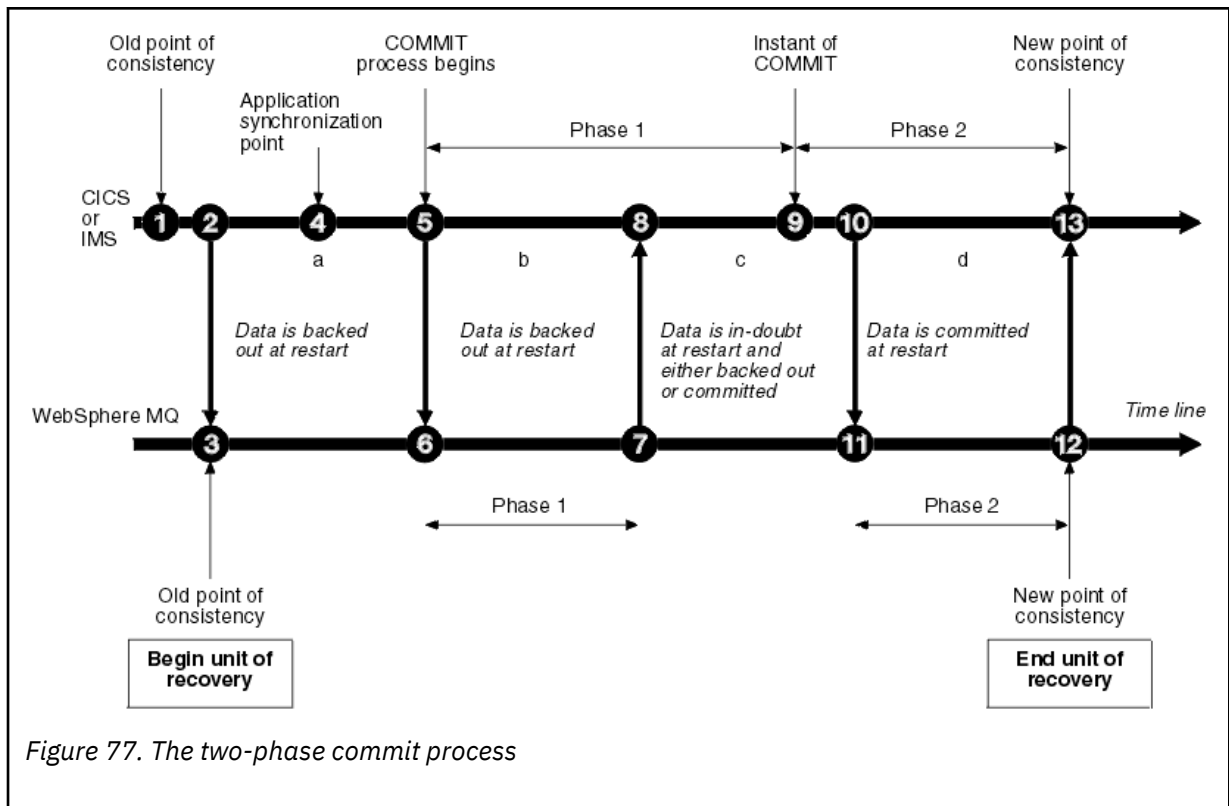 Old point of
consistency
COMMIT
process begins
Instant of
COMMIT
New point of
consistency
Application
synchronization
point
Phase 1
Phase 2
CICS
or
IMS
1
2
4
5
8
9
10
13
a
b
c
d
Data is backed
out at restart
Data is backed
out at restart
Data is in-doubt
at restart and
either backed out
or committed
Data is committed
at restart
WebSphere MQ
Time line
3
6
7
11
12
Phase 1
Phase 2
Old point of
consistency
New point of
consistency
Begin unit of
recovery
End unit of
recovery
Figure 77. The two-phase commit process